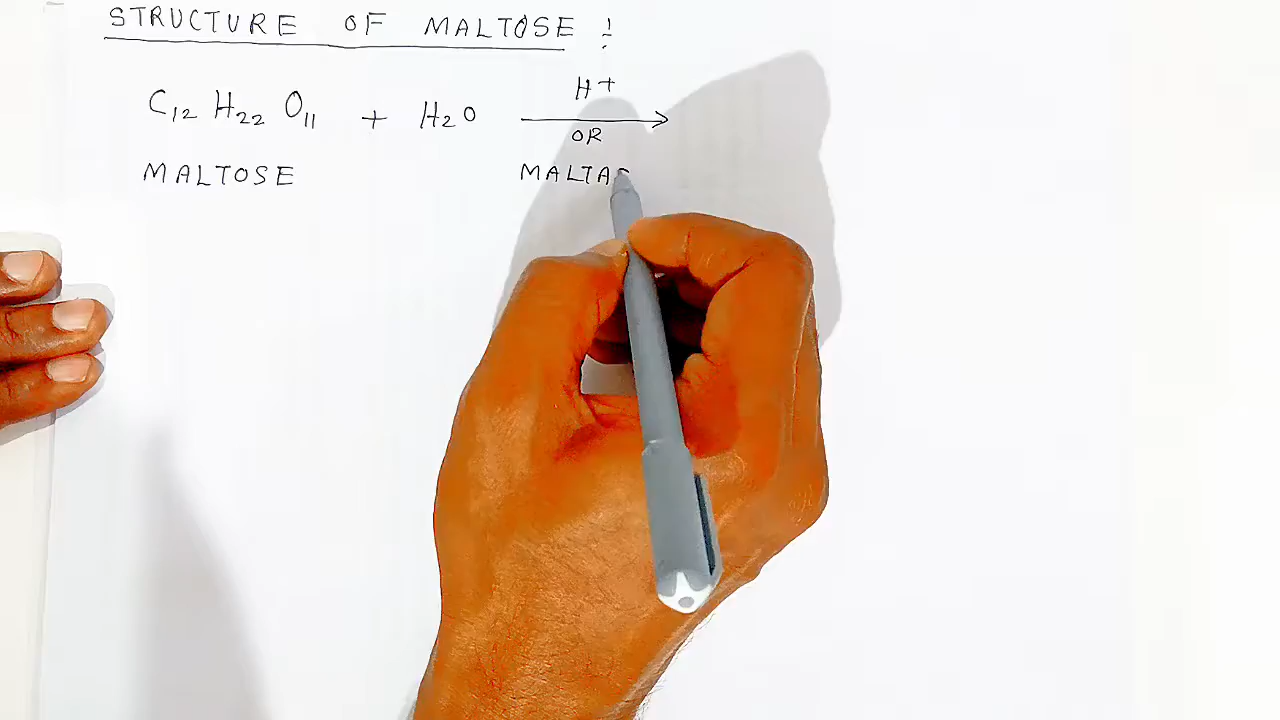 STRUCTURE OF MALTOSE :
C₁₂ H₂₂ O₁₁ + H₂O
H+
OR
MALTOSE